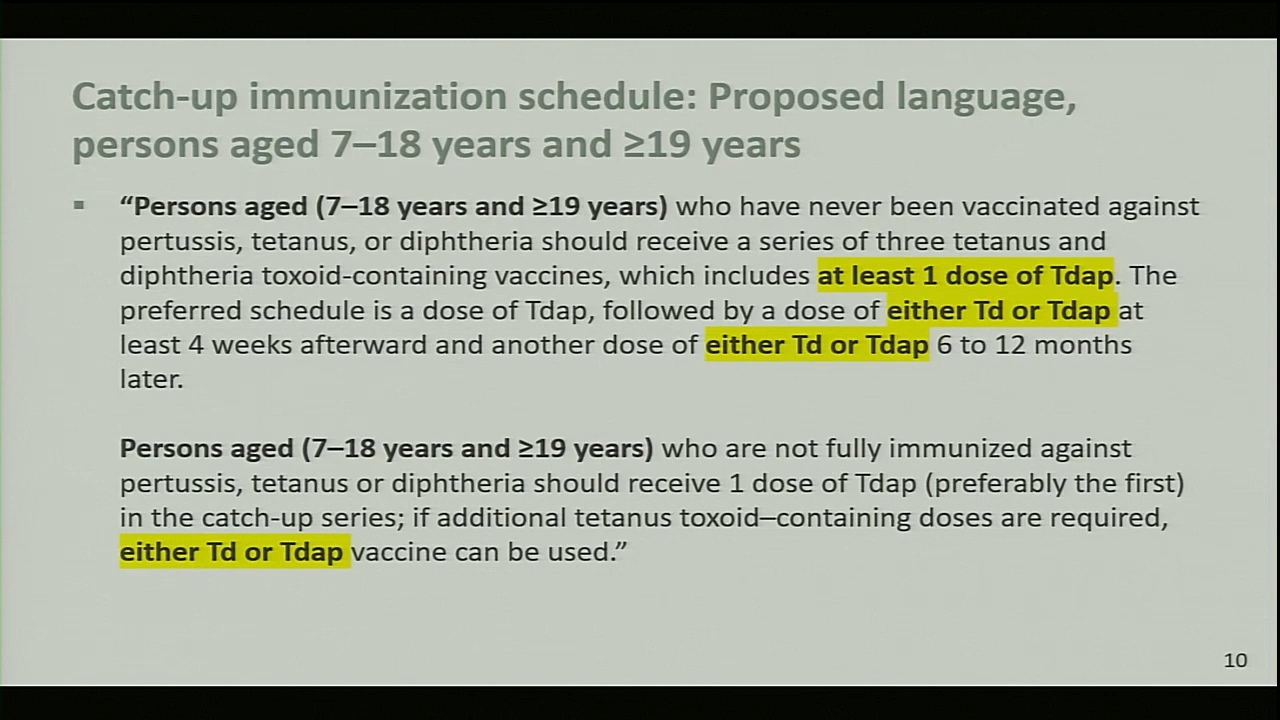 Catch-up immunization schedule: Proposed language,
persons aged 7–18 years and ≥19 years
▪ “Persons aged (7–18 years and ≥19 years) who have never been vaccinated against
pertussis, tetanus, or diphtheria should receive a series of three tetanus and
diphtheria toxoid-containing vaccines, which includes at least 1 dose of Tdap. The
preferred schedule is a dose of Tdap, followed by a dose of either Td or Tdap at
least 4 weeks afterward and another dose of either Td or Tdap 6 to 12 months
later.
Persons aged (7–18 years and ≥19 years) who are not fully immunized against
pertussis, tetanus or diphtheria should receive 1 dose of Tdap (preferably the first)
in the catch-up series; if additional tetanus toxoid–containing doses are required,
either Td or Tdap vaccine can be used.”
10